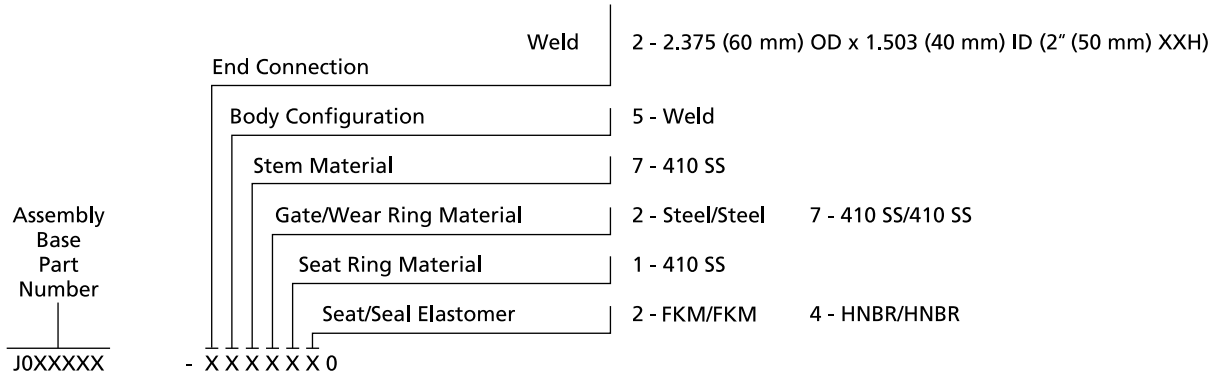 Weld 2 - 2.375 (60 mm) OD x 1.503 (40 mm) ID (2" (50 mm) XXH)
End Connection
Body Configuration 5 - Weld
Stem Material 7 - 410 SS
Gate/Wear Ring Material 2 - Steel/Steel 7 - 410 SS/410 SS
Seat Ring Material 1 - 410 SS
Seat/Seal Elastomer 2 - FKM/FKM 4 - HNBR/HNBR
Assembly
Base
Part
Number
J0XXXXX - X X X X X X 0